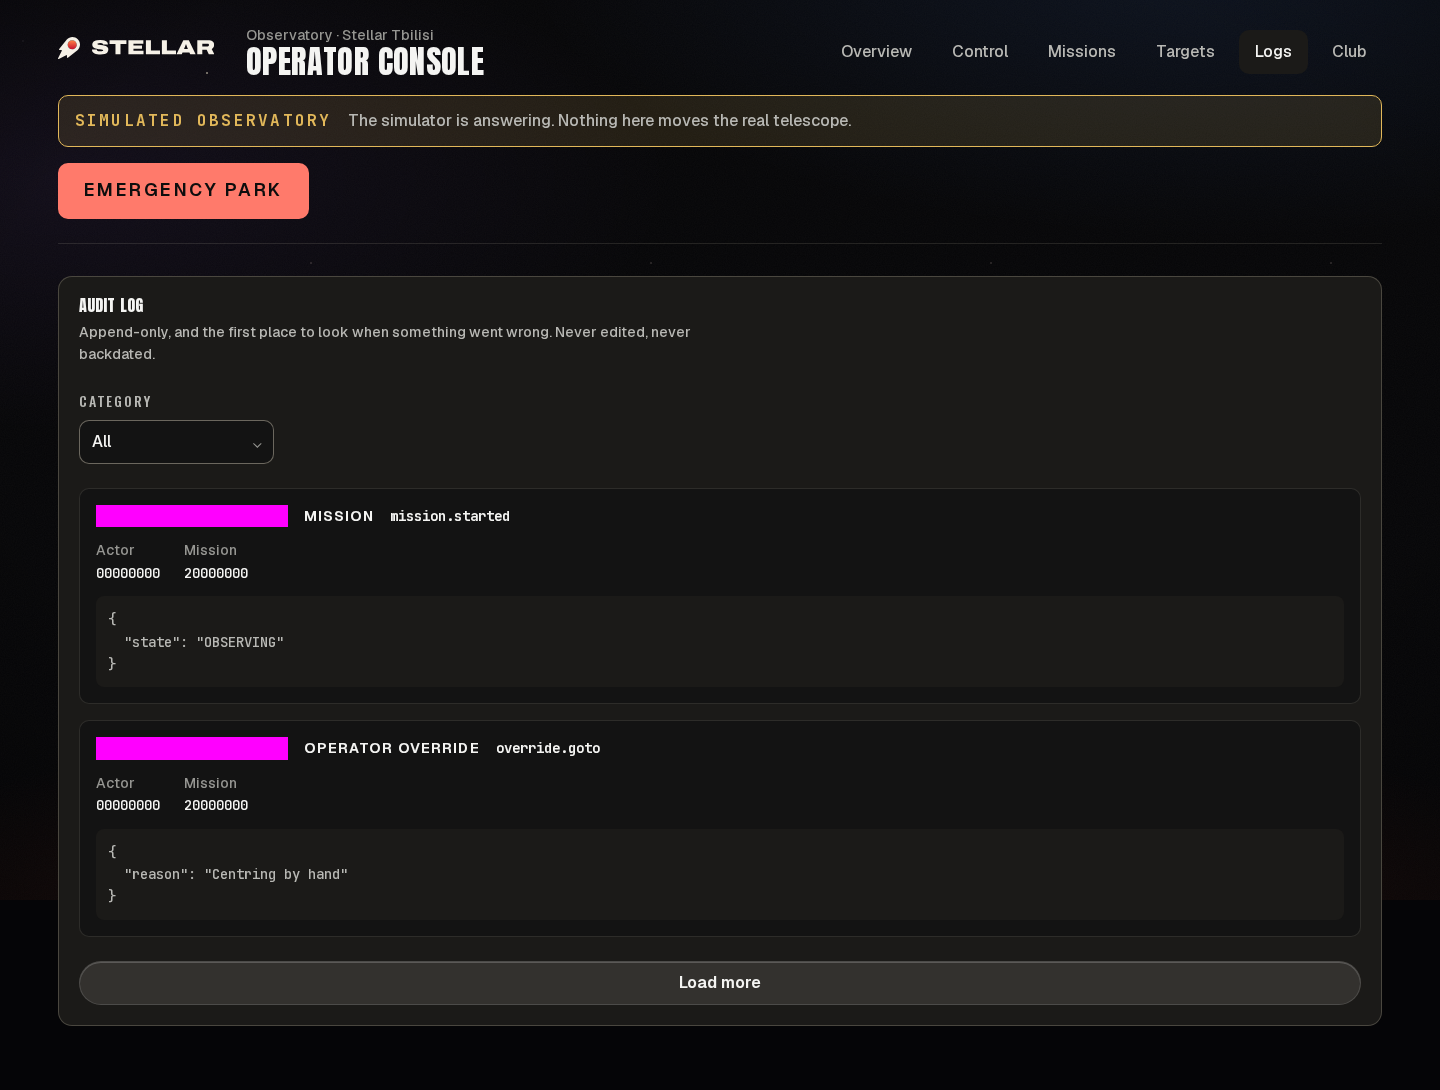 STELLAR
Observatory · Stellar Tbilisi
OPERATOR CONSOLE
Overview
Control
Missions
Targets
Logs
Club
SIMULATED OBSERVATORY The simulator is answering. Nothing here moves the real telescope.
EMERGENCY PARK
AUDIT LOG
Append-only, and the first place to look when something went wrong. Never edited, never
backdated.
CATEGORY
All
MISSION mission.started
Actor Mission
00000000 20000000
{
"state": "OBSERVING"
}
OPERATOR OVERRIDE override.goto
Actor Mission
00000000 20000000
{
"reason": "Centring by hand"
}
Load more